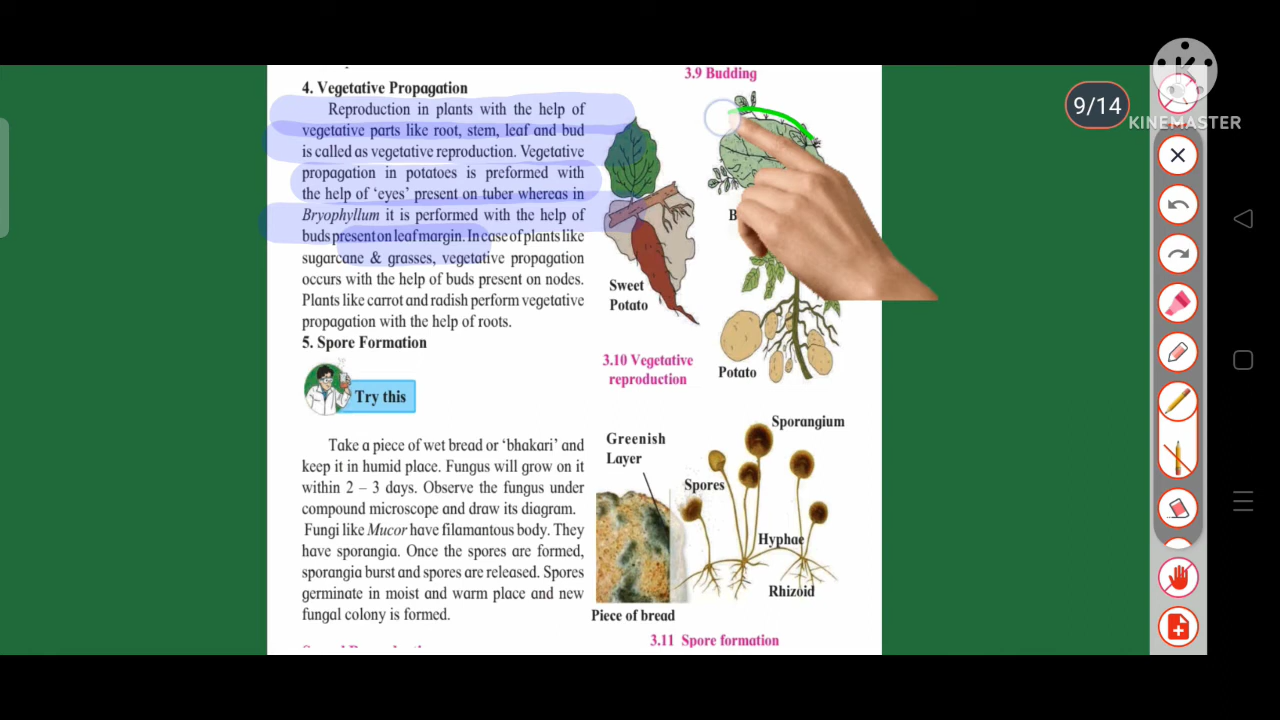 3.9 Budding
4. Vegetative Propagation
Reproduction in plants with the help of
vegetative parts like root, stem, leaf and bud
is called as vegetative reproduction. Vegetative
propagation in potatoes is preformed with
the help of ‘eyes’ present on tuber whereas in
Bryophyllum it is performed with the help of
buds present on leaf margin. In case of plants like
sugarcane & grasses, vegetative propagation
occurs with the help of buds present on nodes.
Plants like carrot and radish perform vegetative
propagation with the help of roots.
Sweet
Potato
B
Potato
3.10 Vegetative
reproduction
5. Spore Formation
Try this
Take a piece of wet bread or ‘bhakari’ and
keep it in humid place. Fungus will grow on it
within 2 – 3 days. Observe the fungus under
compound microscope and draw its diagram.
Fungi like Mucor have filamantous body. They
have sporangia. Once the spores are formed,
sporangia burst and spores are released. Spores
germinate in moist and warm place and new
fungal colony is formed.
Greenish
Layer
Sporangium
Spores
Hyphae
Rhizoid
Piece of bread
3.11 Spore formation
9/14
KINEMASTER